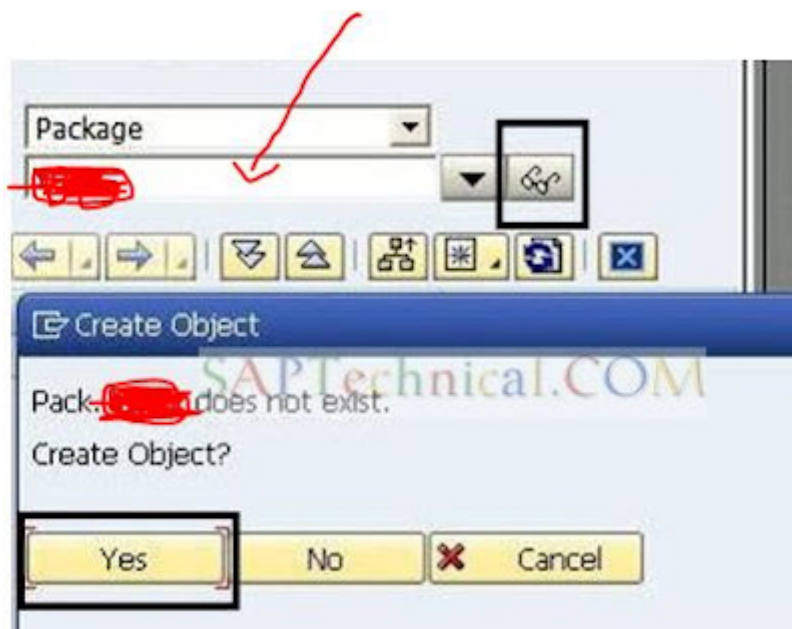 Package
Create Object
SAPTechnical.COM
Pack. does not exist.
Create Object?
Yes No Cancel